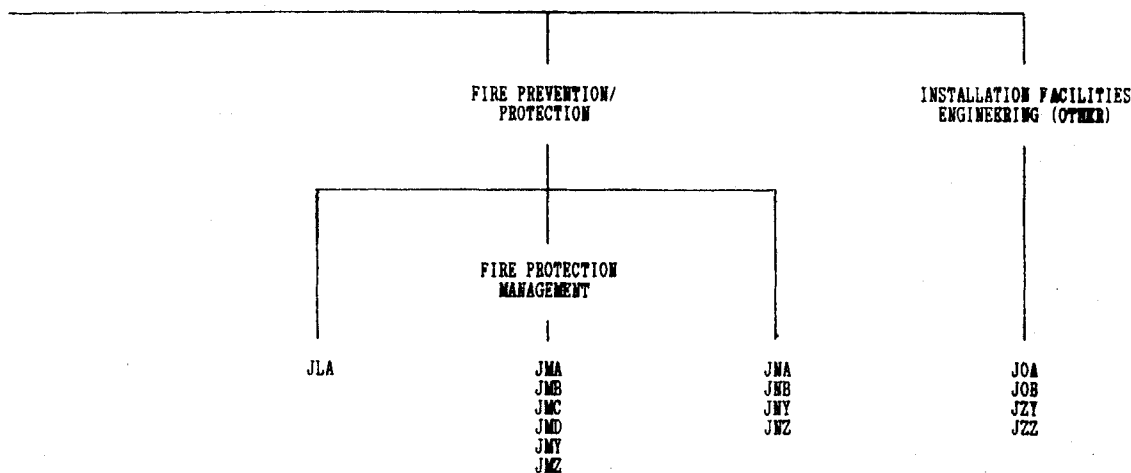 FIRE PREVENTION/
PROTECTION
INSTALLATION FACILITIES
ENGINEERING (OTHER)
FIRE PROTECTION
MANAGEMENT
JLA
JMA
JMB
JMC
JMD
JMY
JMZ
JNA
JNB
JNY
JNZ
JOA
JOB
JZY
JZZ